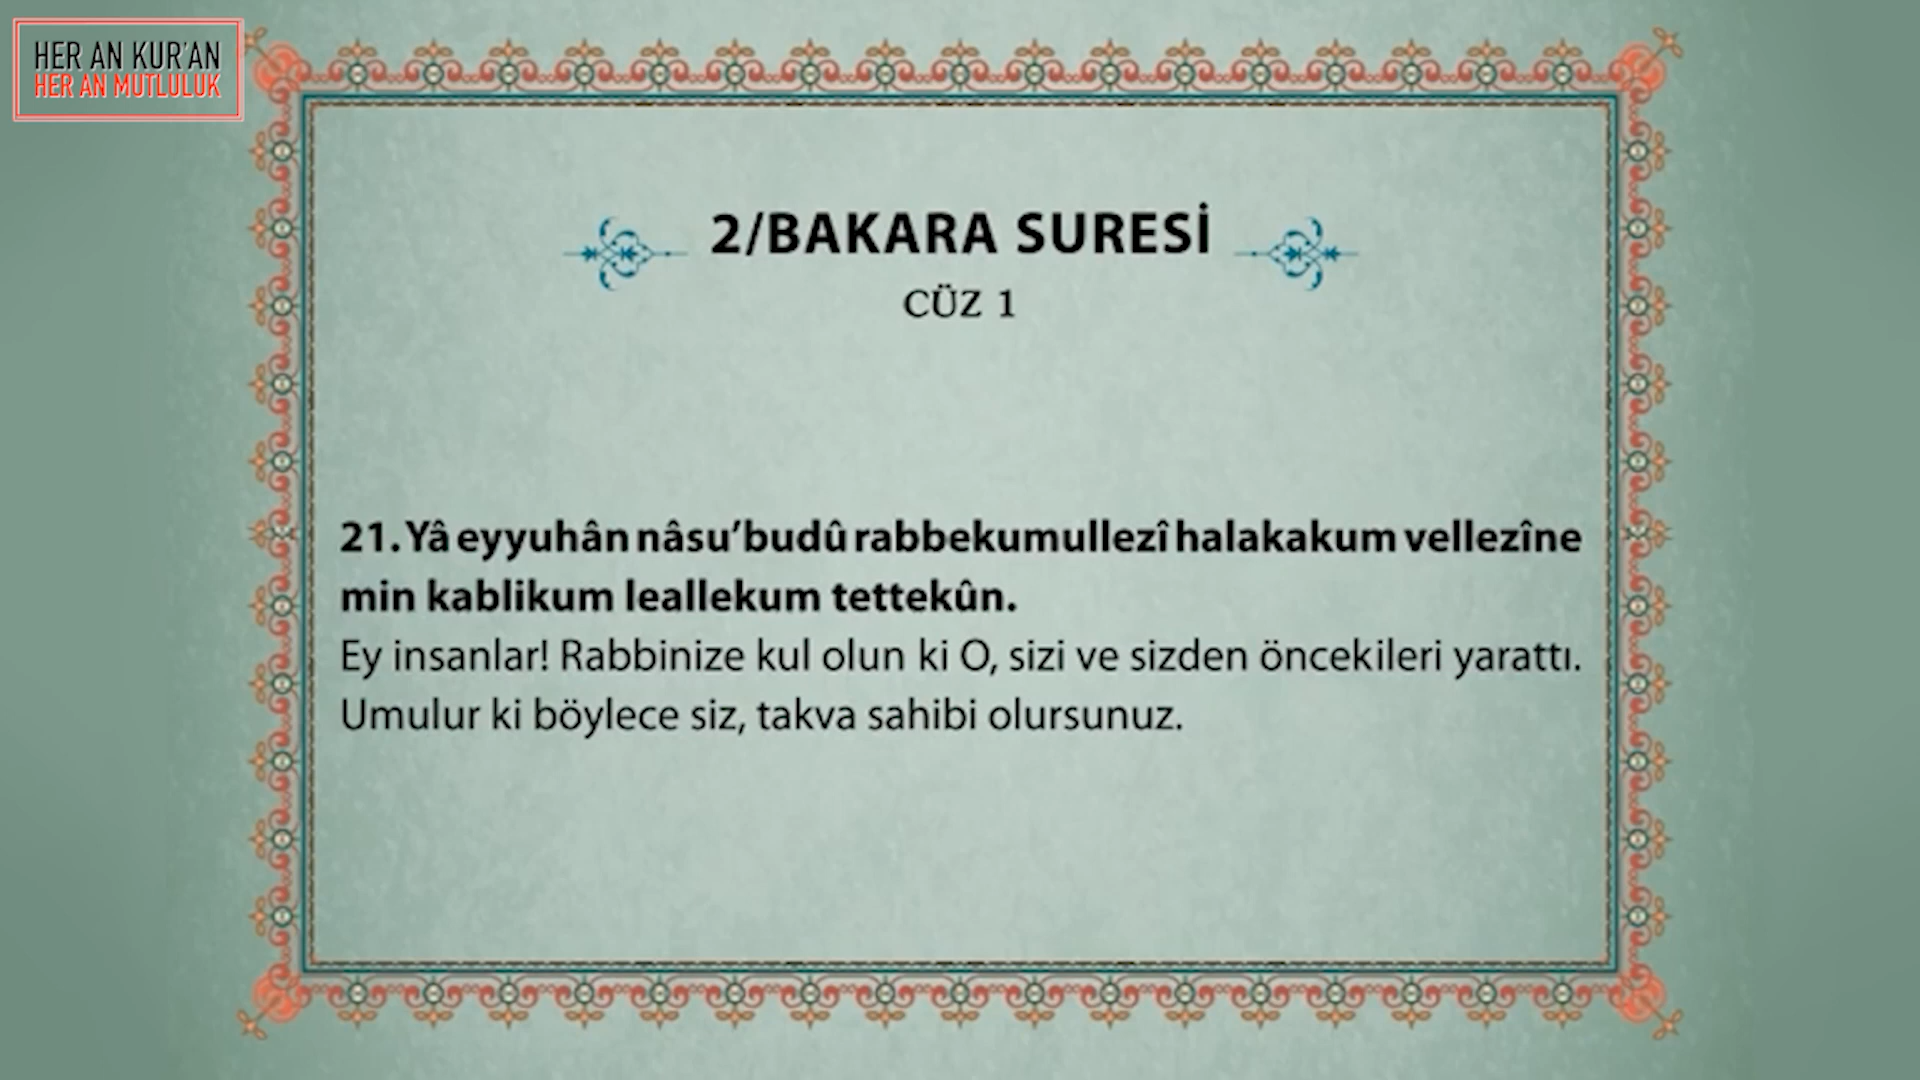 HER AN KUR'AN
HER AN MUTLULUK
2/BAKARA SURESİ
CÜZ 1
21. Yâ eyyuhân nâsu’budû rabbekumullezî halakakum vellezîne
min kablikum leallekum tettekûn.
Ey insanlar! Rabbinize kul olun ki O, sizi ve sizden öncekileri yarattı.
Umulur ki böylece siz, takva sahibi olursunuz.